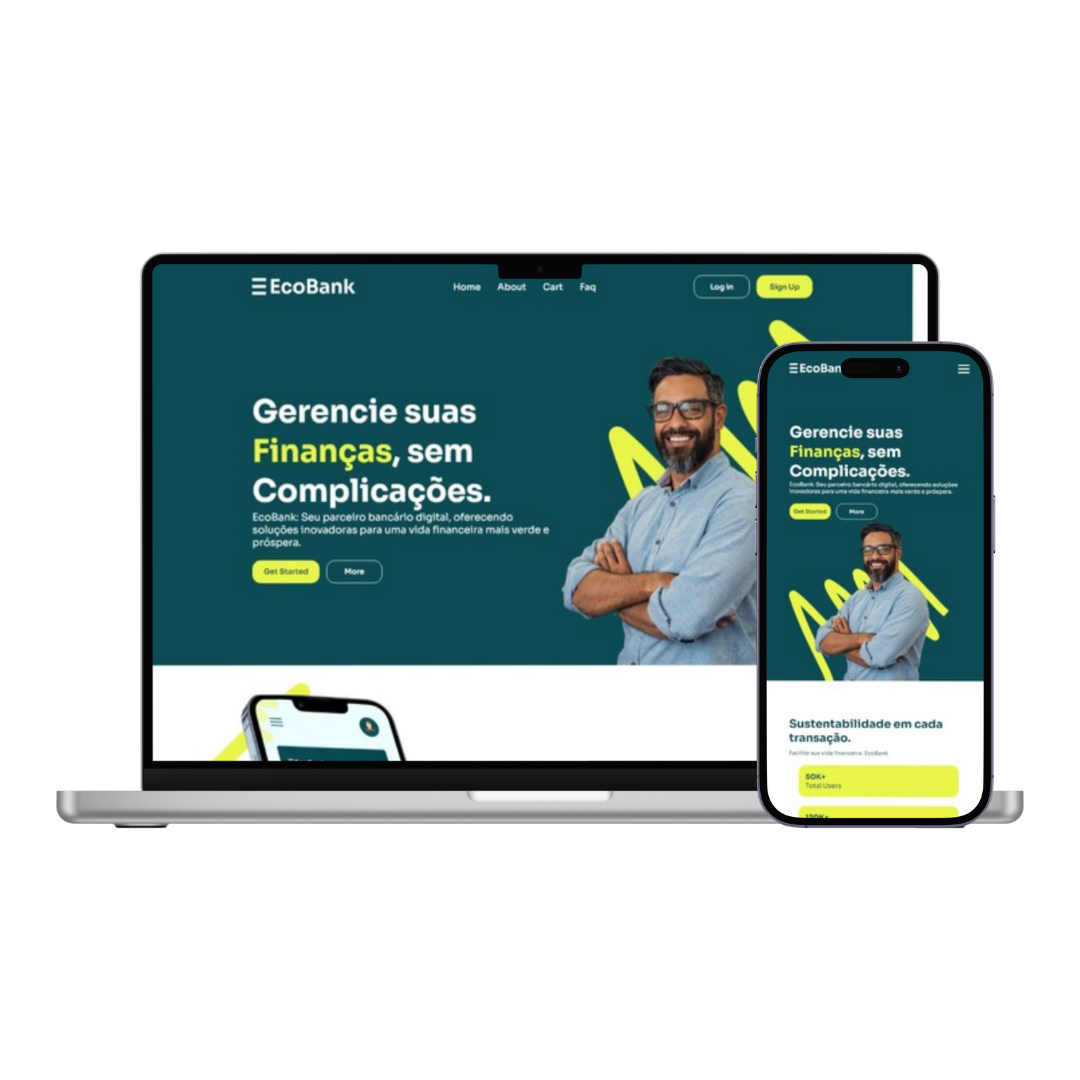 EcoBank
Home About Cart Faq
Log in Sign Up
Gerencie suas
Finanças, sem
Complicações.
EcoBank: Seu parceiro bancário digital, oferecendo
soluções inovadoras para uma vida financeira mais verde e
próspera.
Get Started More
EcoBan
Gerencie suas
Finanças, sem
Complicações.
EcoBank: Seu parceiro bancário digital, oferecendo soluções
inovadoras para uma vida financeira mais verde e próspera.
Get Started More
Sustentabilidade em cada
transação.
Facilite sua vida financeira. EcoBank
50K+
Total Users
120K+